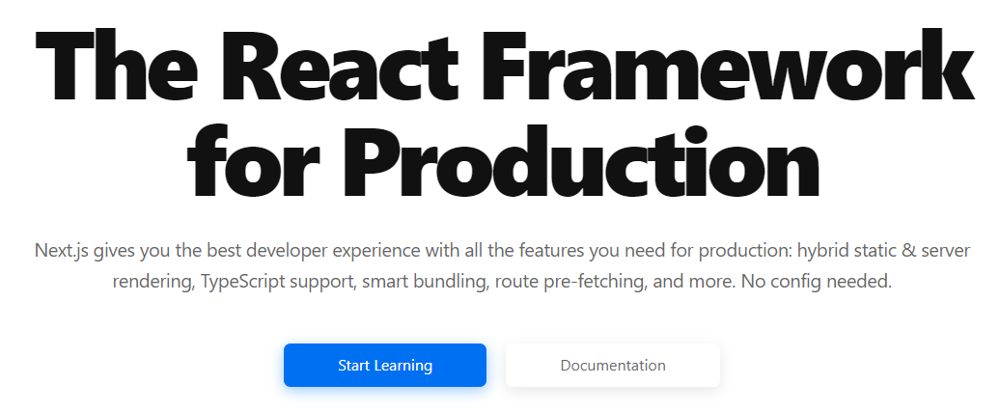 The React Framework
for Production
Next.js gives you the best developer experience with all the features you need for production: hybrid static & server
rendering, TypeScript support, smart bundling, route pre-fetching, and more. No config needed.
Start Learning
Documentation